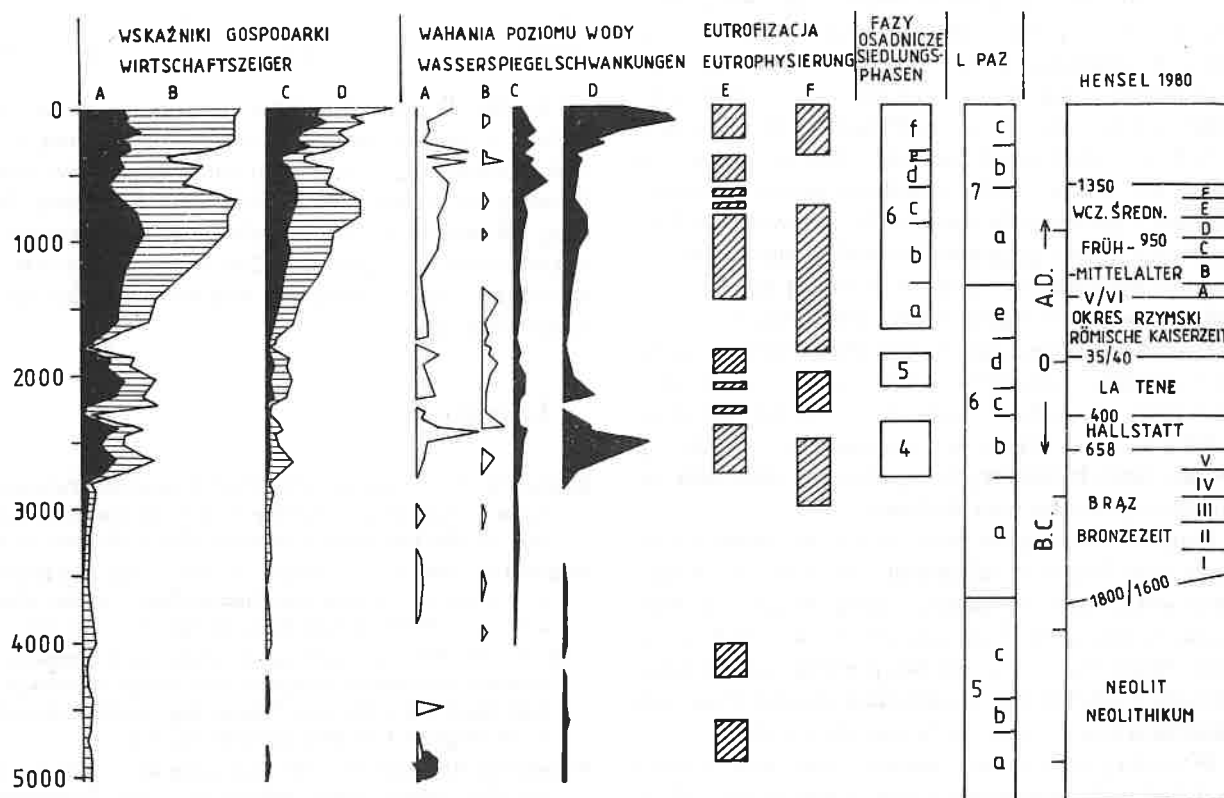 WSKAŹNIKI GOSPODARKI
WIRTSCHAFTSZEIGER
A B C D
WAHANIA POZIOMU WODY
WASSERSPIEGELSCHWANKUNGEN
A B C D
EUTROFIZACJA
EUTROPHYSIERUNG
E F
FAZY
OSADNICZE
SIEDLUNGS-
PHASEN
L PAZ
HENSEL 1980
0
1000
2000
3000
4000
5000
f
e
d
6
c
b
a
5
4
c
b
7
a
e
d
6
c
b
a
c
5
b
a
A.D.
0
B.C.
1350
WCZ. ŚREDN.
FRÜH - 950
MITTELALTER
V/VI
OKRES RZYMSKI
RÖMISCHE KAISERZEIT
35/40
LA TENE
400
HALLSTATT
658
BRĄZ
BRONZEZEIT
1800/1600
NEOLIT
NEOLITHIKUM
F
E
D
C
B
A
V
IV
III
II
I